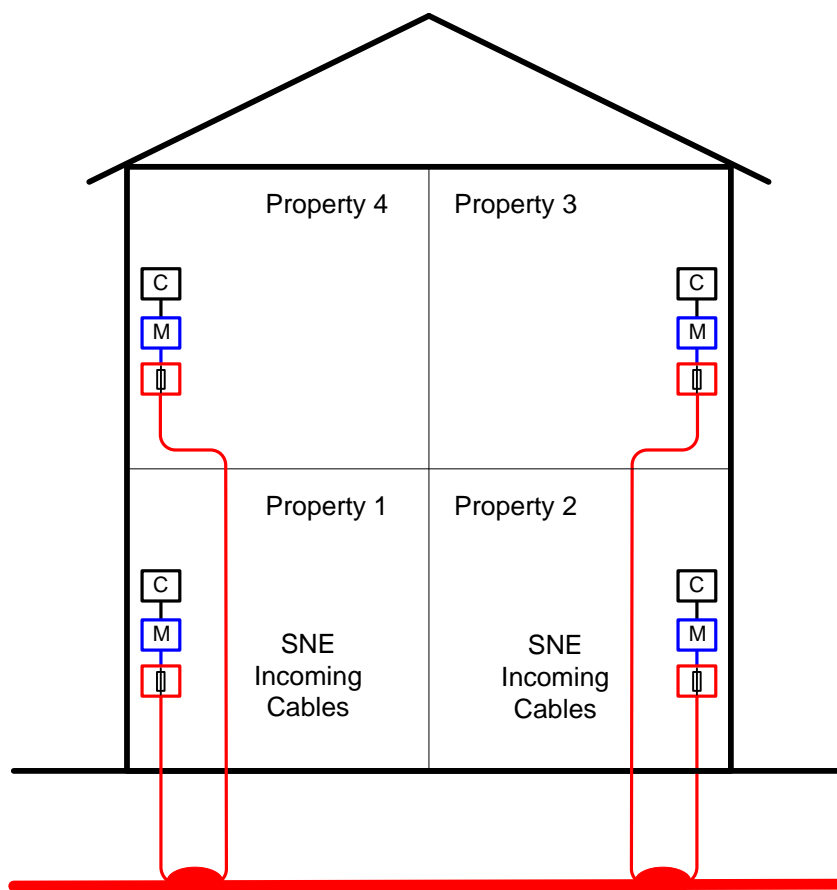 Property 4
Property 3
C
C
M
M
Property 1
Property 2
C
C
M
M
SNE
Incoming
Cables
SNE
Incoming
Cables